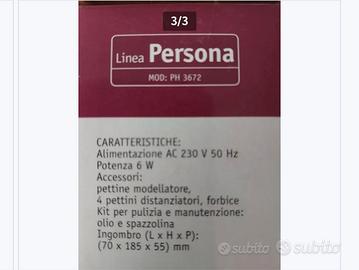 3/3
Linea Persona
MOD: PH 3672
CARATTERISTICHE:
Alimentazione AC 230 V 50 Hz
Potenza 6 W
Accessori:
pettine modellatore,
4 pettini distanziatori, forbice
Kit per pulizia e manutenzione:
olio e spazzolina
Ingombro (L x H x P):
(70 x 185 x 55) mm
subito subito